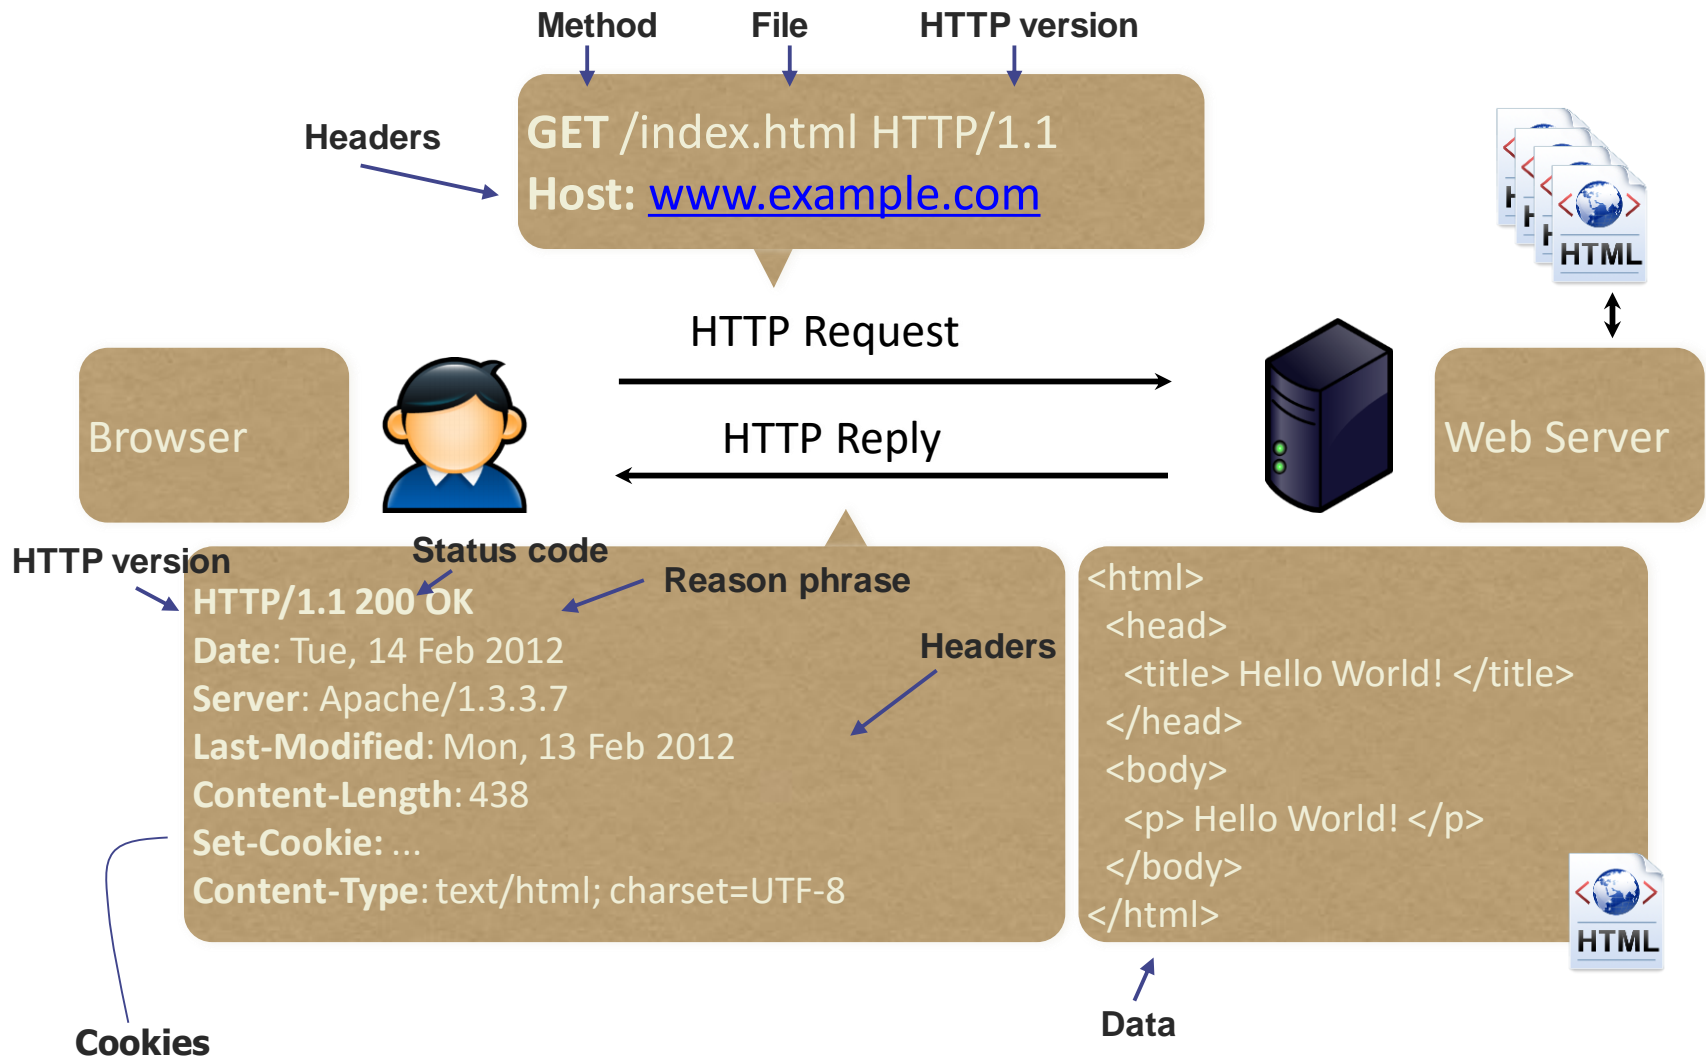 Method File HTTP version
Headers
GET /index.html HTTP/1.1
Host: www.example.com
HTML
HTTP Request
HTTP Reply
Browser
Web Server
HTTP version
Status code
Reason phrase
HTTP/1.1 200 OK
Date: Tue, 14 Feb 2012
Server: Apache/1.3.3.7
Headers
Last-Modified: Mon, 13 Feb 2012
Content-Length: 438
Set-Cookie: ...
Content-Type: text/html; charset=UTF-8
<html>
<head>
<title> Hello World! </title>
</head>
<body>
<p> Hello World! </p>
</body>
</html>
HTML
Cookies
Data